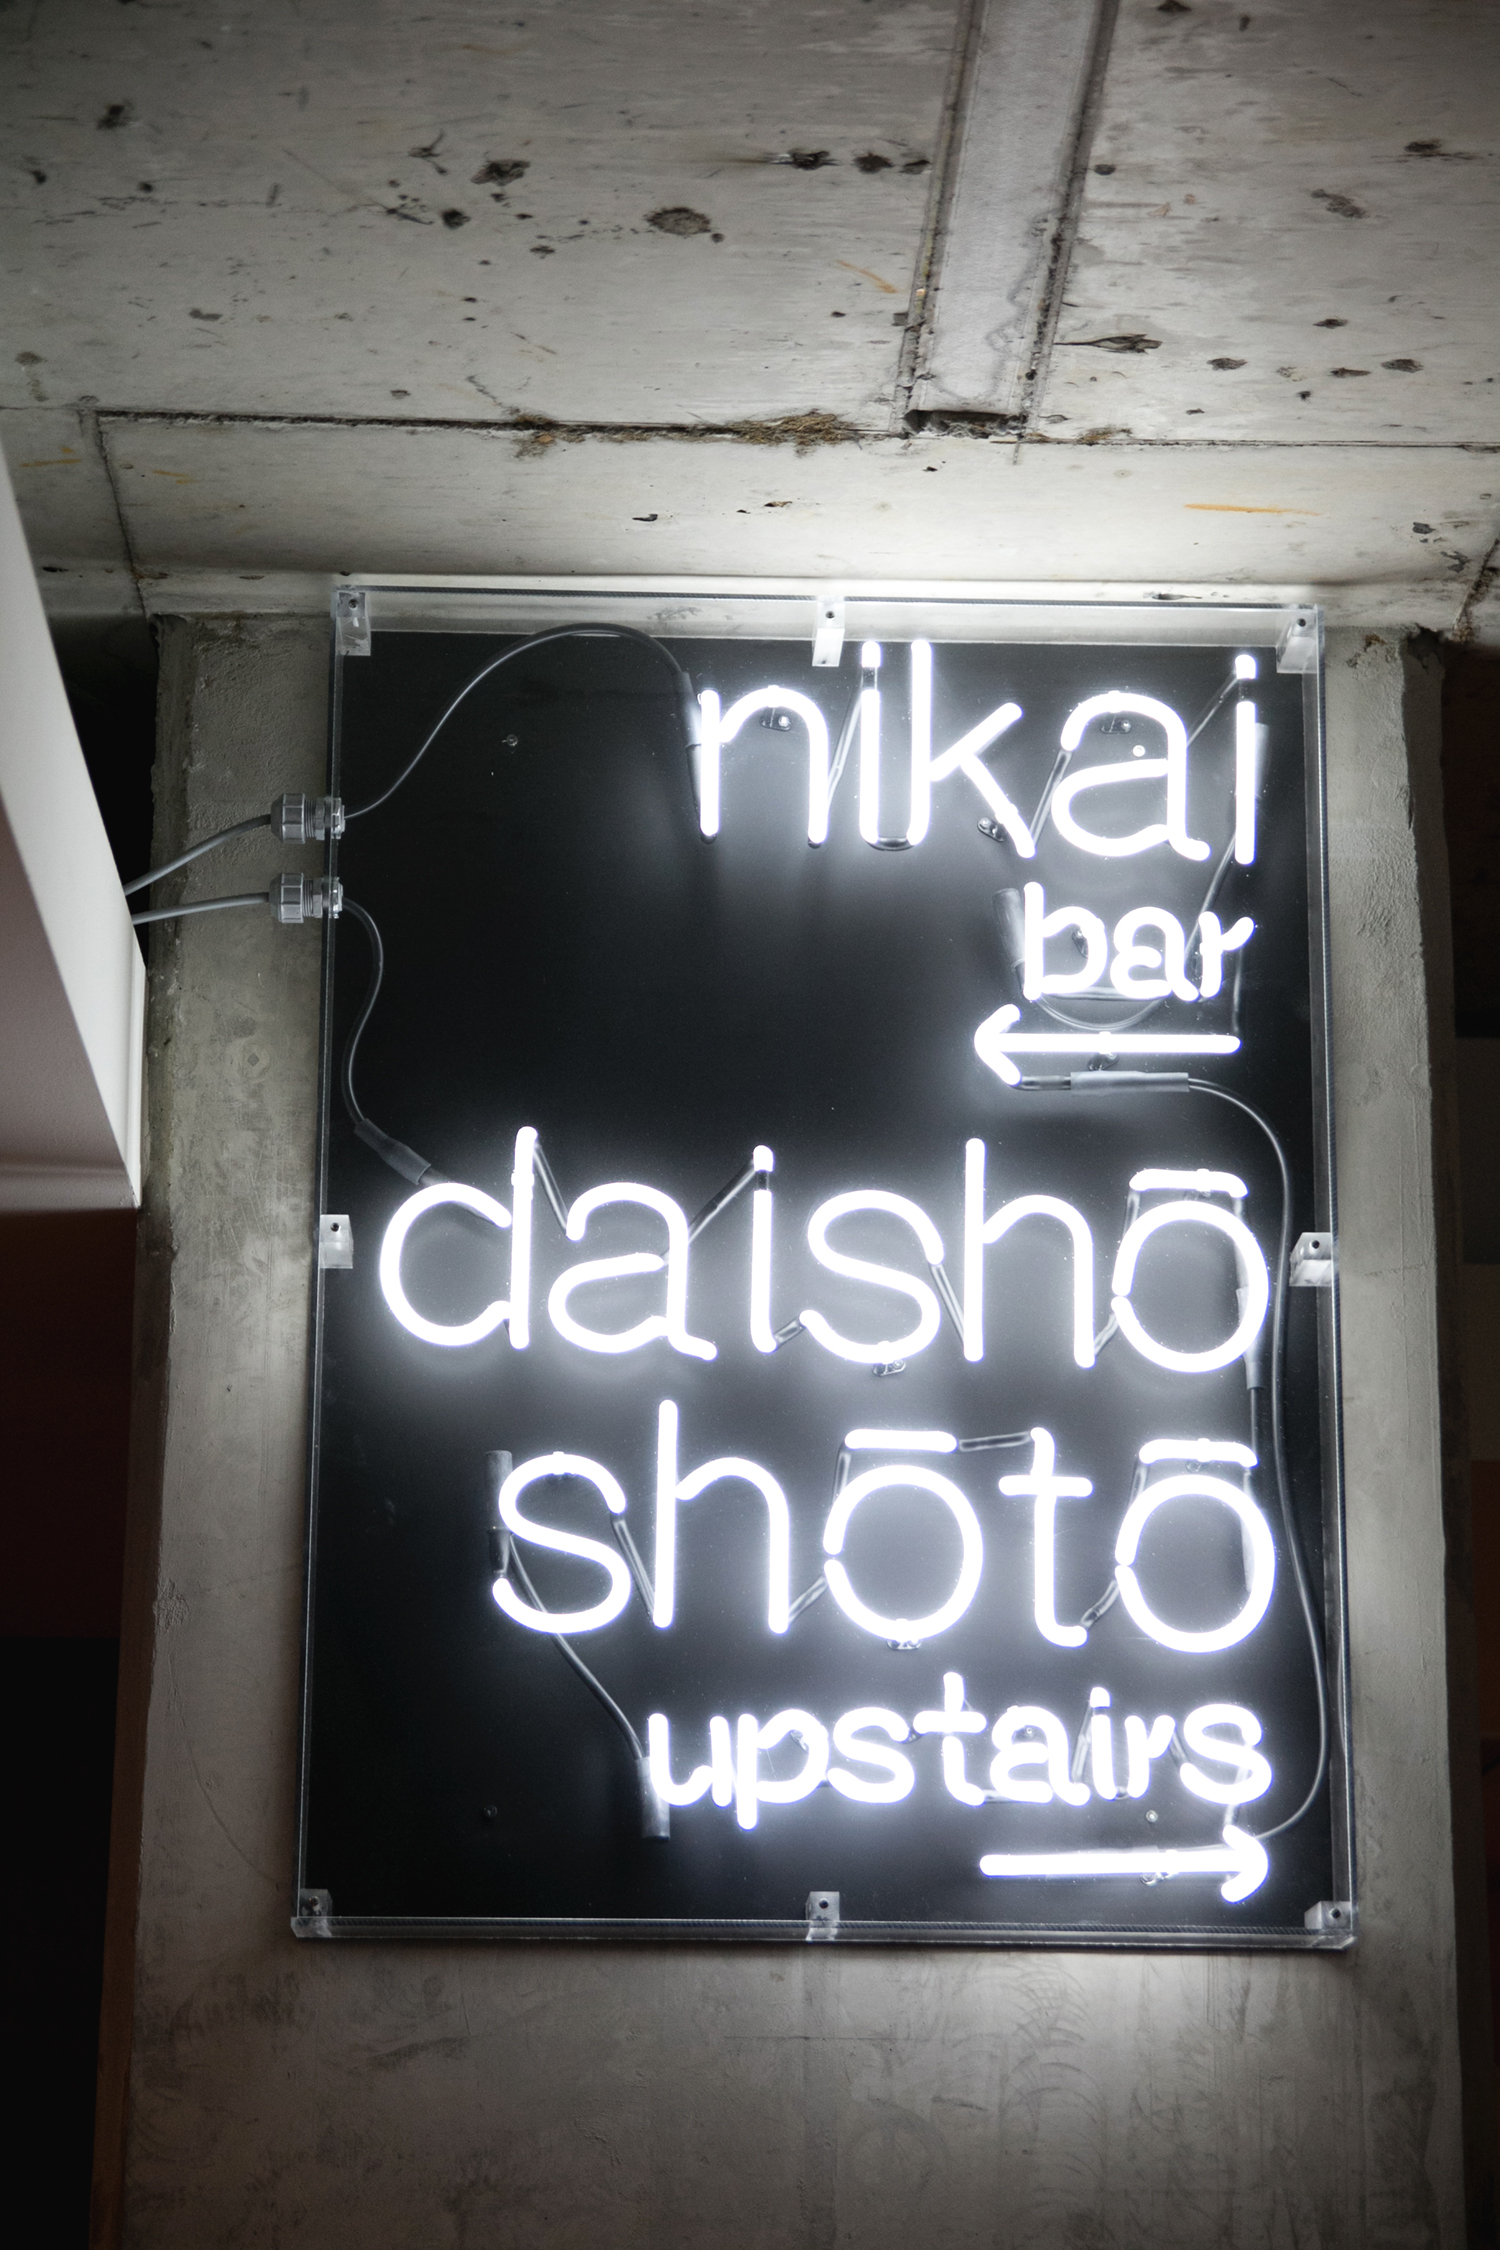 nikai
bar
←
daishō
shōtō
upstairs
→